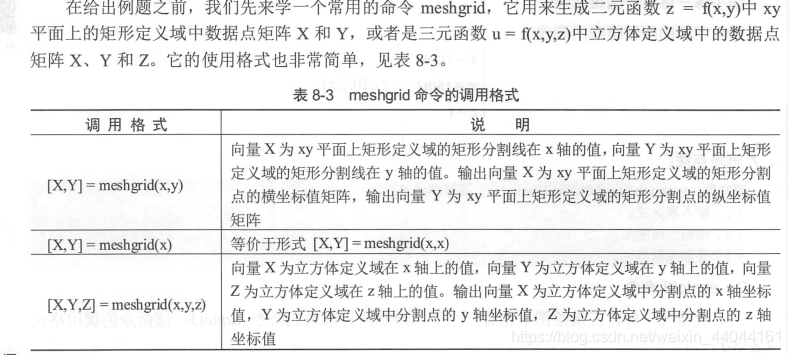 在给出例题之前，我们先来学一个常用的命令 meshgrid，它用来生成二元函数 z = f(x,y)中 xy
平面上的矩形定义域中数据点矩阵 X 和 Y，或者是三元函数 u = f(x,y,z)中立方体定义域中的数据点
矩阵 X、Y 和 Z。它的使用格式也非常简单，见表 8-3。
表 8-3 meshgrid 命令的调用格式
调 用 格 式 说 明
[X,Y] = meshgrid(x,y)
向量 X 为 xy 平面上矩形定义域的矩形分割线在 x 轴的值，向量 Y 为 xy 平面上矩形
定义域的矩形分割线在 y 轴的值。输出向量 X 为 xy 平面上矩形定义域的矩形分割
点的横坐标值矩阵，输出向量 Y 为 xy 平面上矩形定义域的矩形分割点的纵坐标值
矩阵
[X,Y] = meshgrid(x) 等价于形式 [X,Y] = meshgrid(x,x)
[X,Y,Z] = meshgrid(x,y,z)
向量 X 为立方体定义域在 x 轴上的值，向量 Y 为立方体定义域在 y 轴上的值，向量
Z 为立方体定义域在 z 轴上的值。输出向量 X 为立方体定义域中分割点的 x 轴坐标
值，Y 为立方体定义域中分割点的 y 轴坐标值，Z 为立方体定义域中分割点的 z 轴
坐标值
https://blog.csdn.net/weixin_44044161